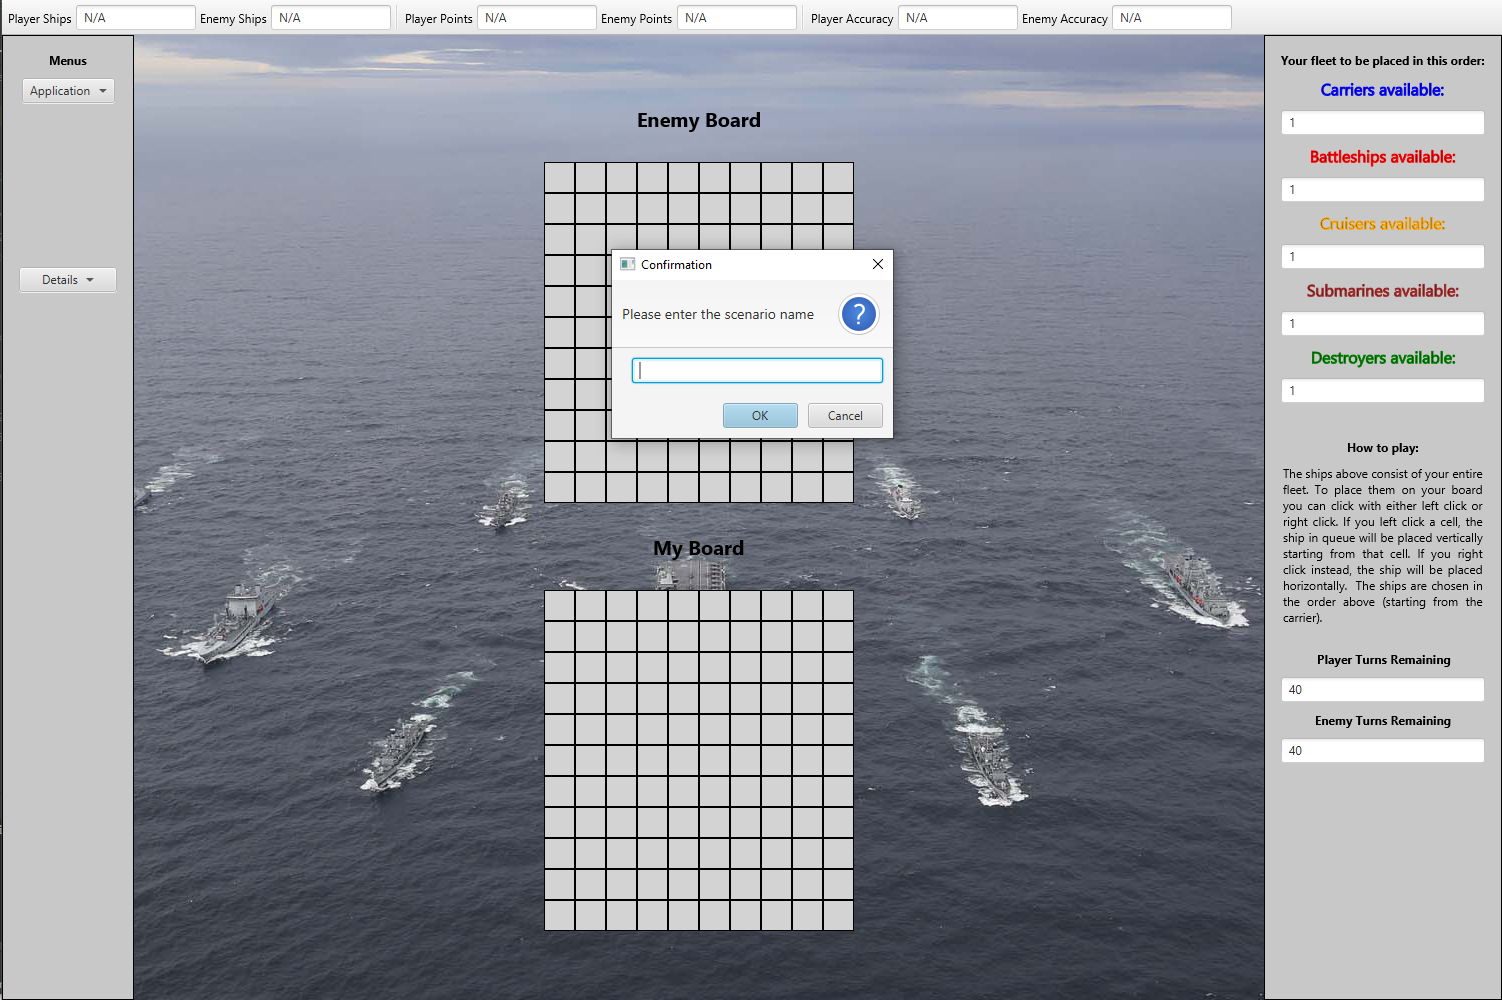 Player Ships N/A Enemy Ships N/A Player Points N/A Enemy Points N/A Player Accuracy N/A Enemy Accuracy N/A
Menus
Application
Details
Enemy Board
Confirmation
Please enter the scenario name
?
OK Cancel
My Board
Your fleet to be placed in this order:
Carriers available:
1
Battleships available:
1
Cruisers available:
1
Submarines available:
1
Destroyers available:
1
How to play:
The ships above consist of your entire
fleet. To place them on your board
you can click with either left click or
right click. If you left click a cell, the
ship in queue will be placed vertically
starting from that cell. If you right
click instead, the ship will be placed
horizontally. The ships are chosen in
the order above (starting from the
carrier).
Player Turns Remaining
40
Enemy Turns Remaining
40